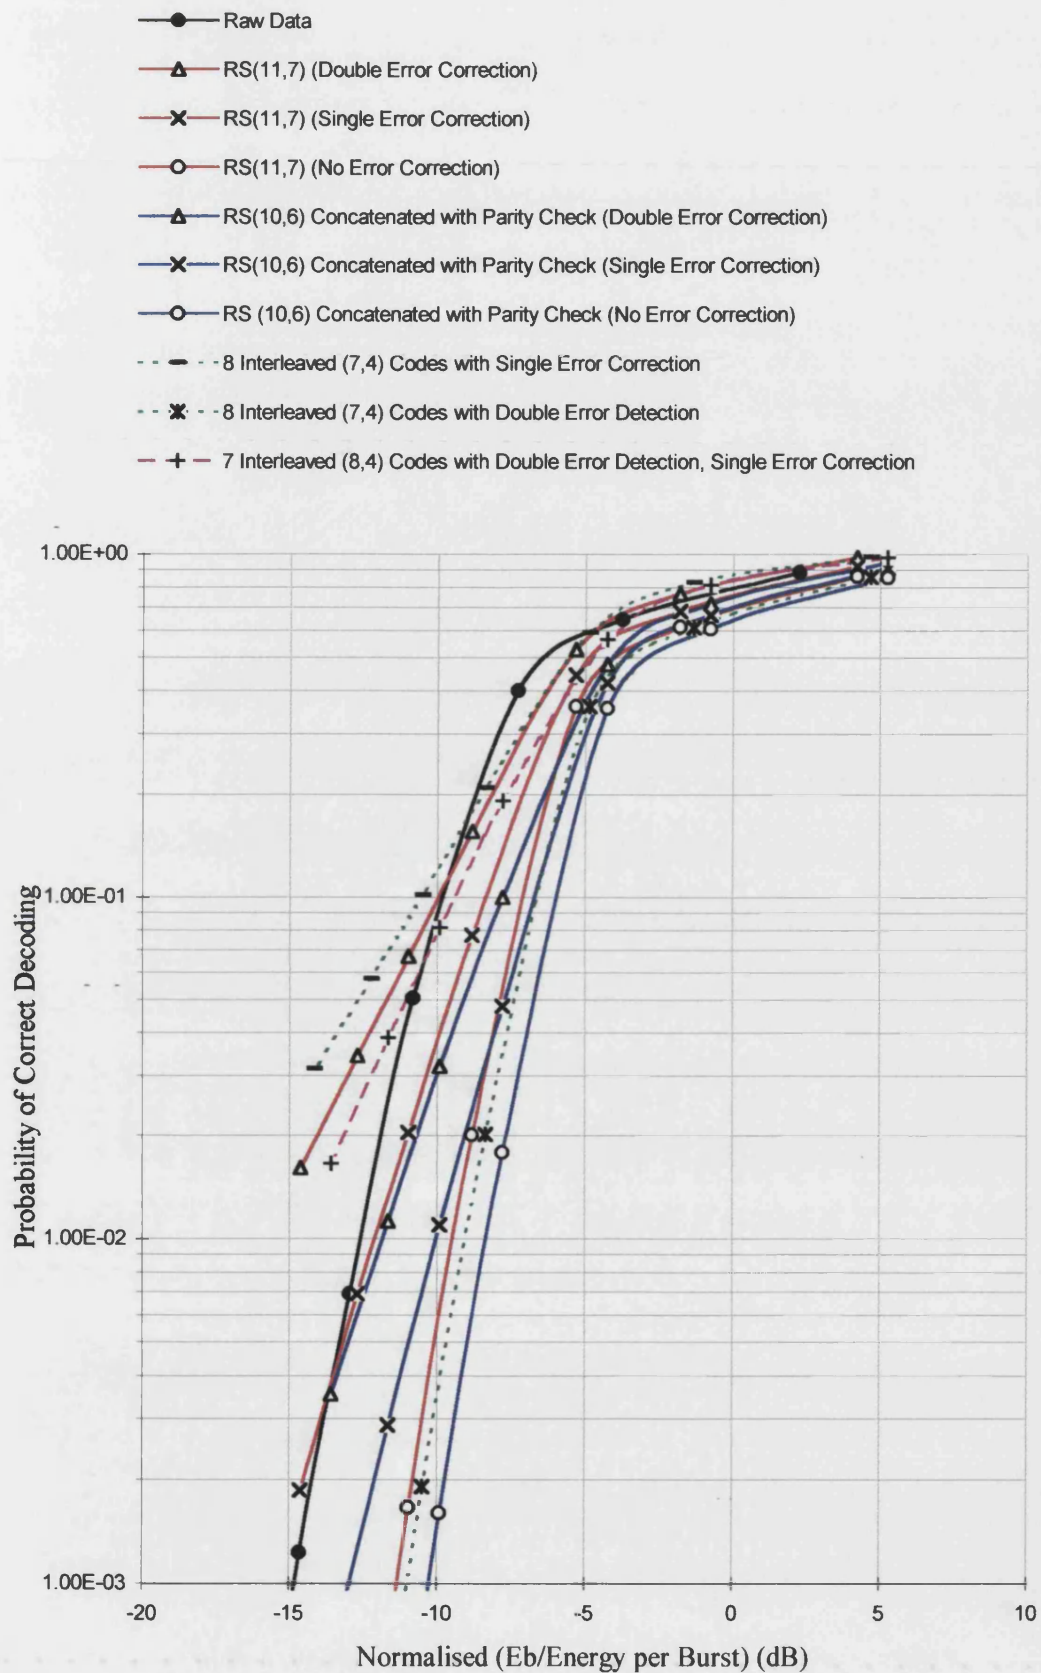 Raw Data
RS(11,7) (Double Error Correction)
RS(11,7) (Single Error Correction)
RS(11,7) (No Error Correction)
RS(10,6) Concatenated with Parity Check (Double Error Correction)
RS(10,6) Concatenated with Parity Check (Single Error Correction)
RS (10,6) Concatenated with Parity Check (No Error Correction)
8 Interleaved (7,4) Codes with Single Error Correction
8 Interleaved (7,4) Codes with Double Error Detection
7 Interleaved (8,4) Codes with Double Error Detection, Single Error Correction
1.00E+00
1.00E-01
1.00E-02
1.00E-03
Probability of Correct Decoding
-20 -15 -10 -5 0 5 10
Normalised (Eb/Energy per Burst) (dB)